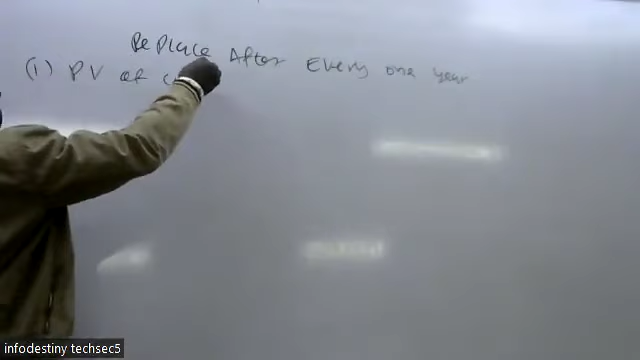 Replace After Every one year
(1) PV of
infodestiny techsec5